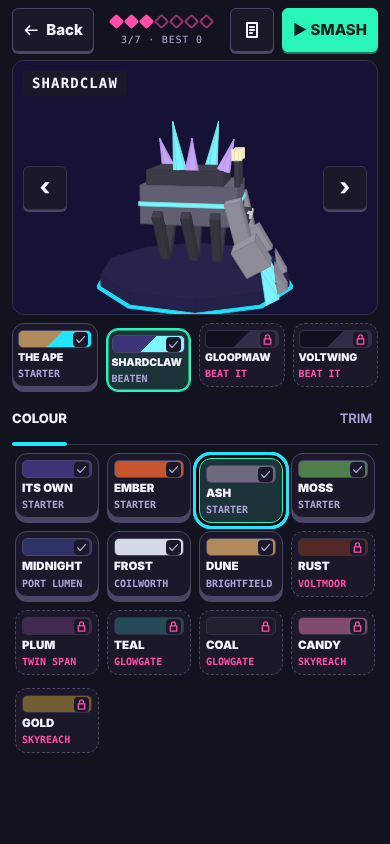 ← Back
3/7 · BEST 0
▶ SMASH
SHARDCLAW
THE APE
STARTER
SHARDCLAW
BEATEN
GLOOPMAW
BEAT IT
VOLTWING
BEAT IT
COLOUR
TRIM
ITS OWN
STARTER
EMBER
STARTER
ASH
STARTER
MOSS
STARTER
MIDNIGHT
PORT LUMEN
FROST
COILWORTH
DUNE
BRIGHTFIELD
RUST
VOLTMOOR
PLUM
TWIN SPAN
TEAL
GLOWGATE
COAL
GLOWGATE
CANDY
SKYREACH
GOLD
SKYREACH